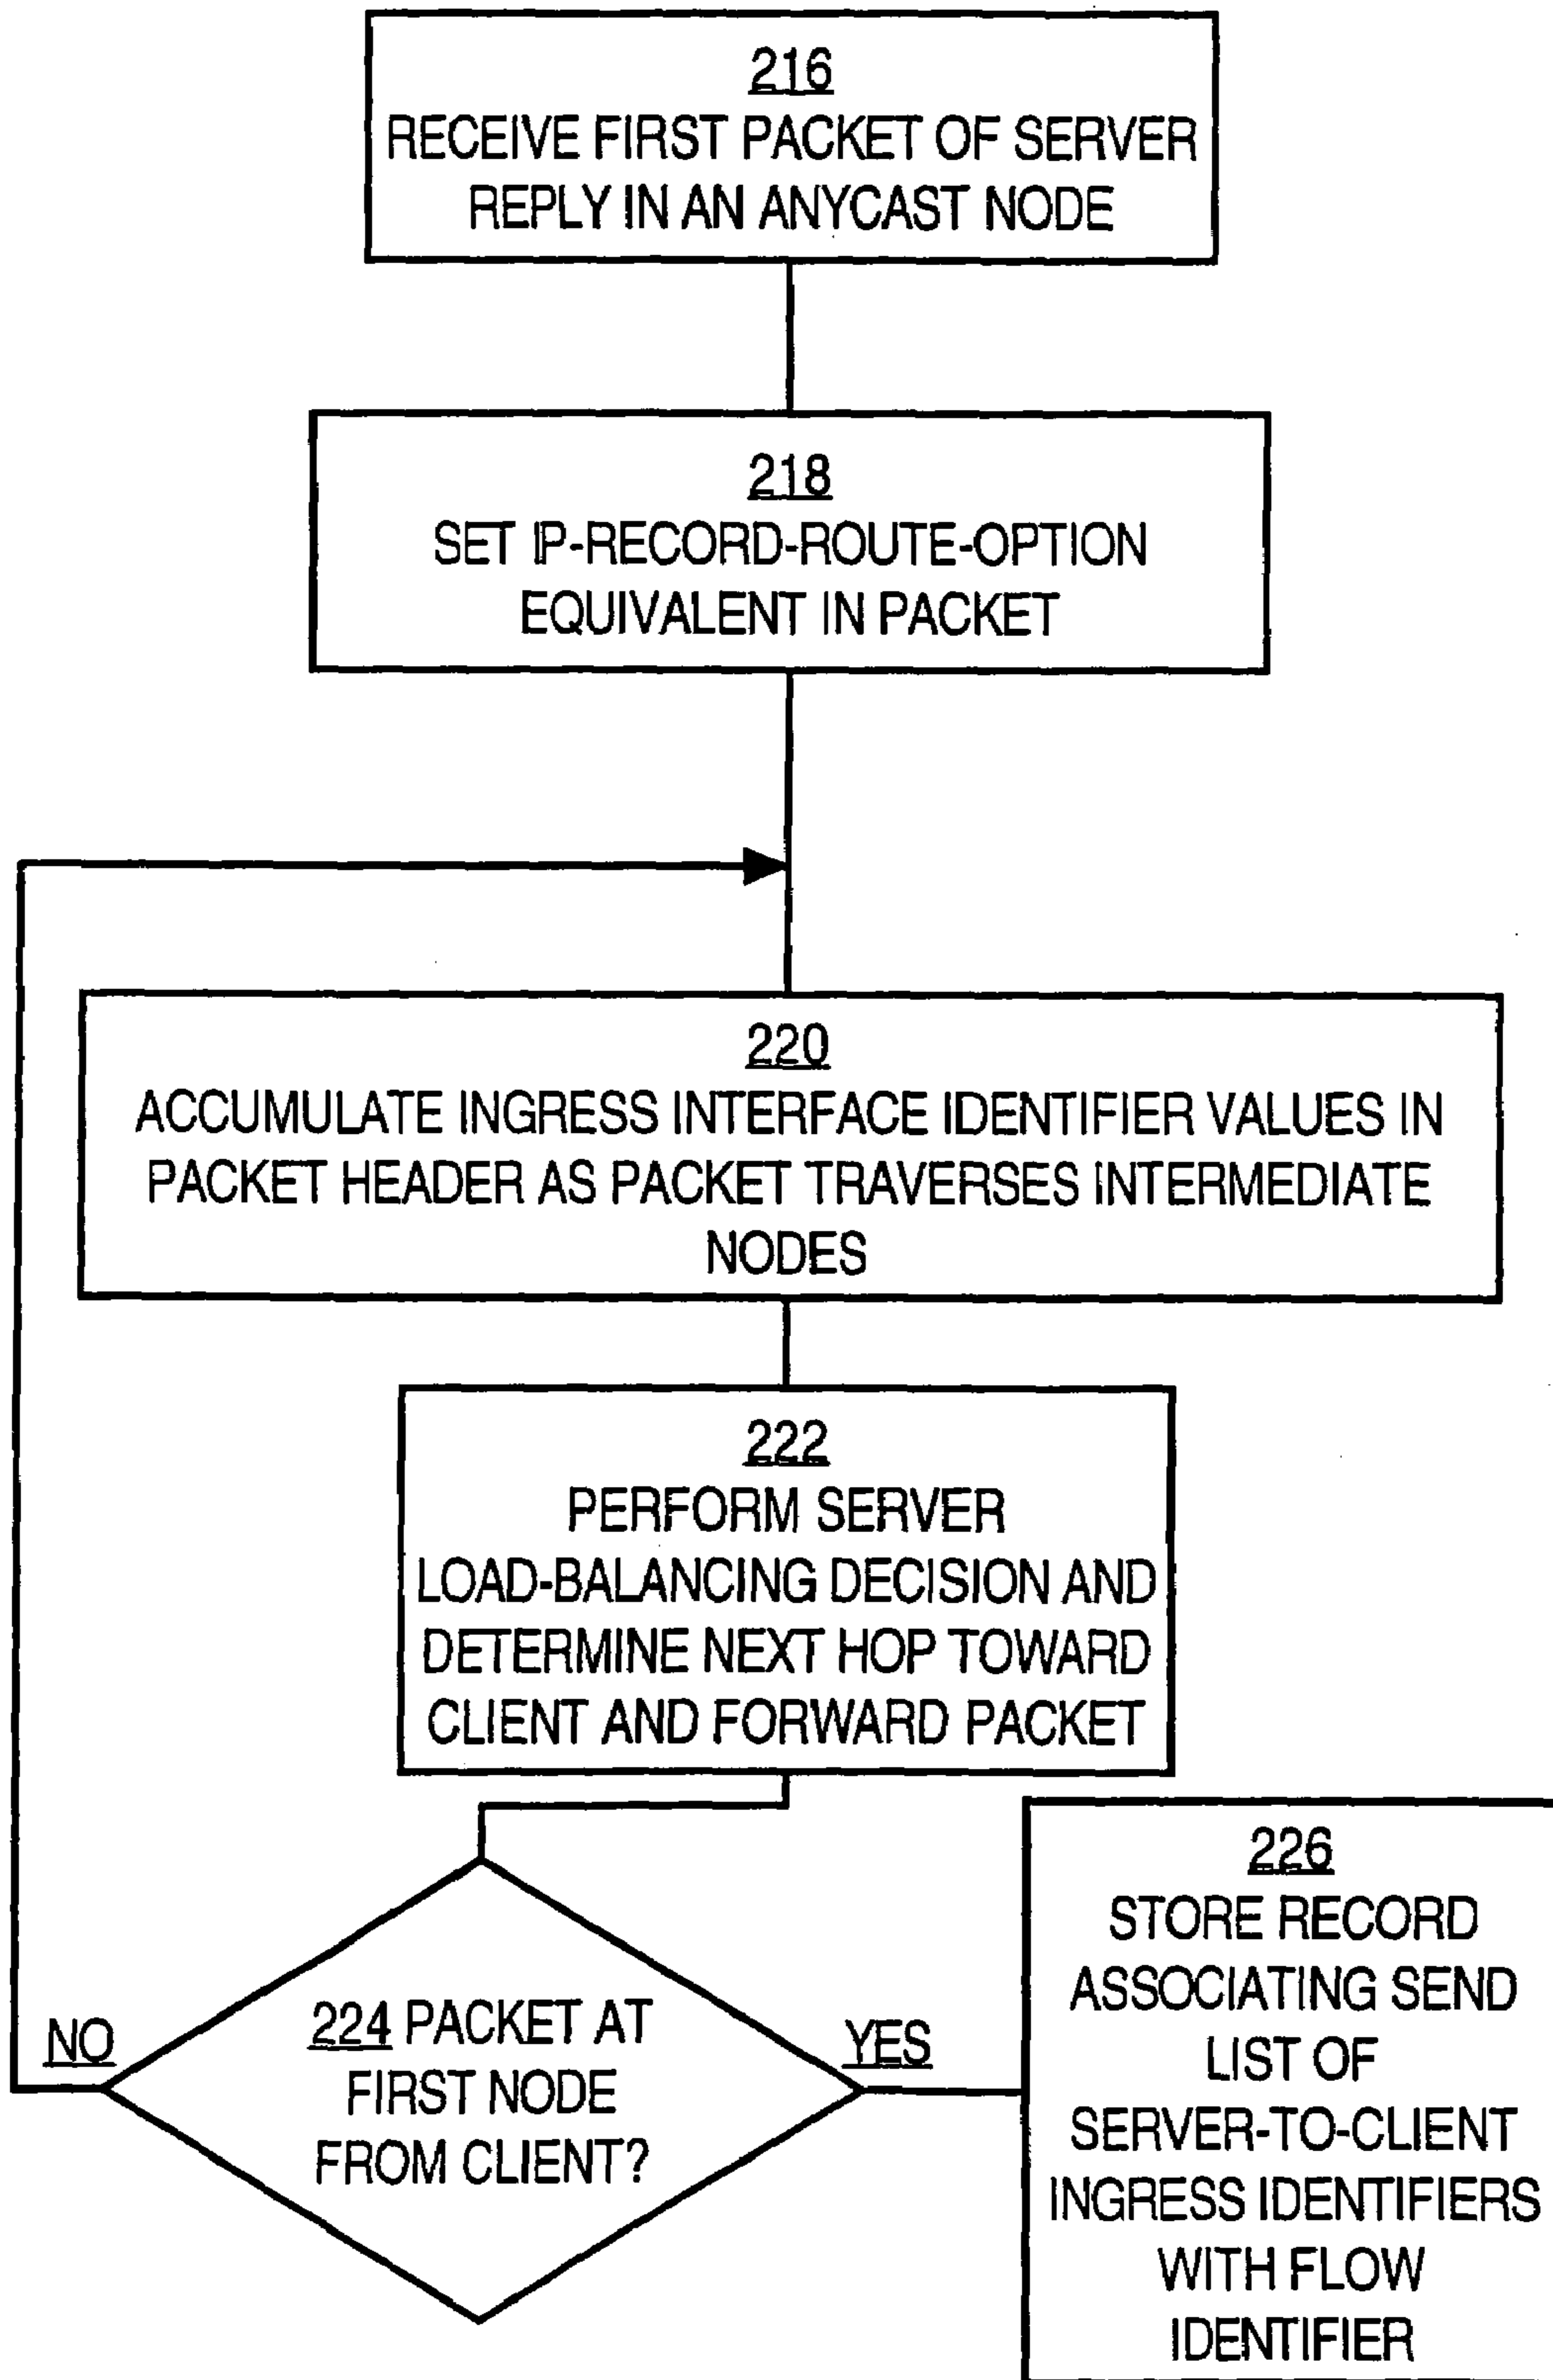 216
RECEIVE FIRST PACKET OF SERVER
REPLY IN AN ANYCAST NODE
218
SET IP-RECORD-ROUTE-OPTION
EQUIVALENT IN PACKET
220
ACCUMULATE INGRESS INTERFACE IDENTIFIER VALUES IN
PACKET HEADER AS PACKET TRAVERSES INTERMEDIATE
NODES
222
PERFORM SERVER
LOAD-BALANCING DECISION AND
DETERMINE NEXT HOP TOWARD
CLIENT AND FORWARD PACKET
224 PACKET AT
FIRST NODE
FROM CLIENT?
NO
YES
226
STORE RECORD
ASSOCIATING SEND
LIST OF
SERVER-TO-CLIENT
INGRESS IDENTIFIERS
WITH FLOW
IDENTIFIER